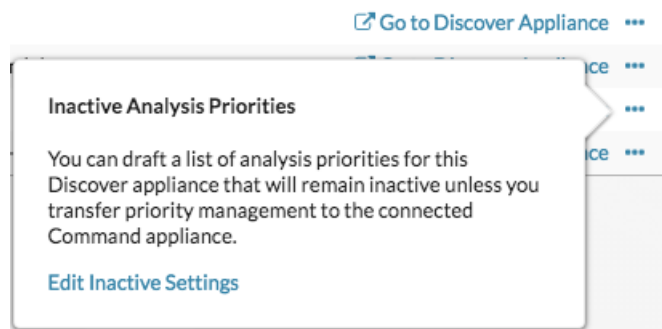 Go to Discover Appliance •••
ce •••
Inactive Analysis Priorities
•••
You can draft a list of analysis priorities for this
ce •••
Discover appliance that will remain inactive unless you
transfer priority management to the connected
Command appliance.
Edit Inactive Settings